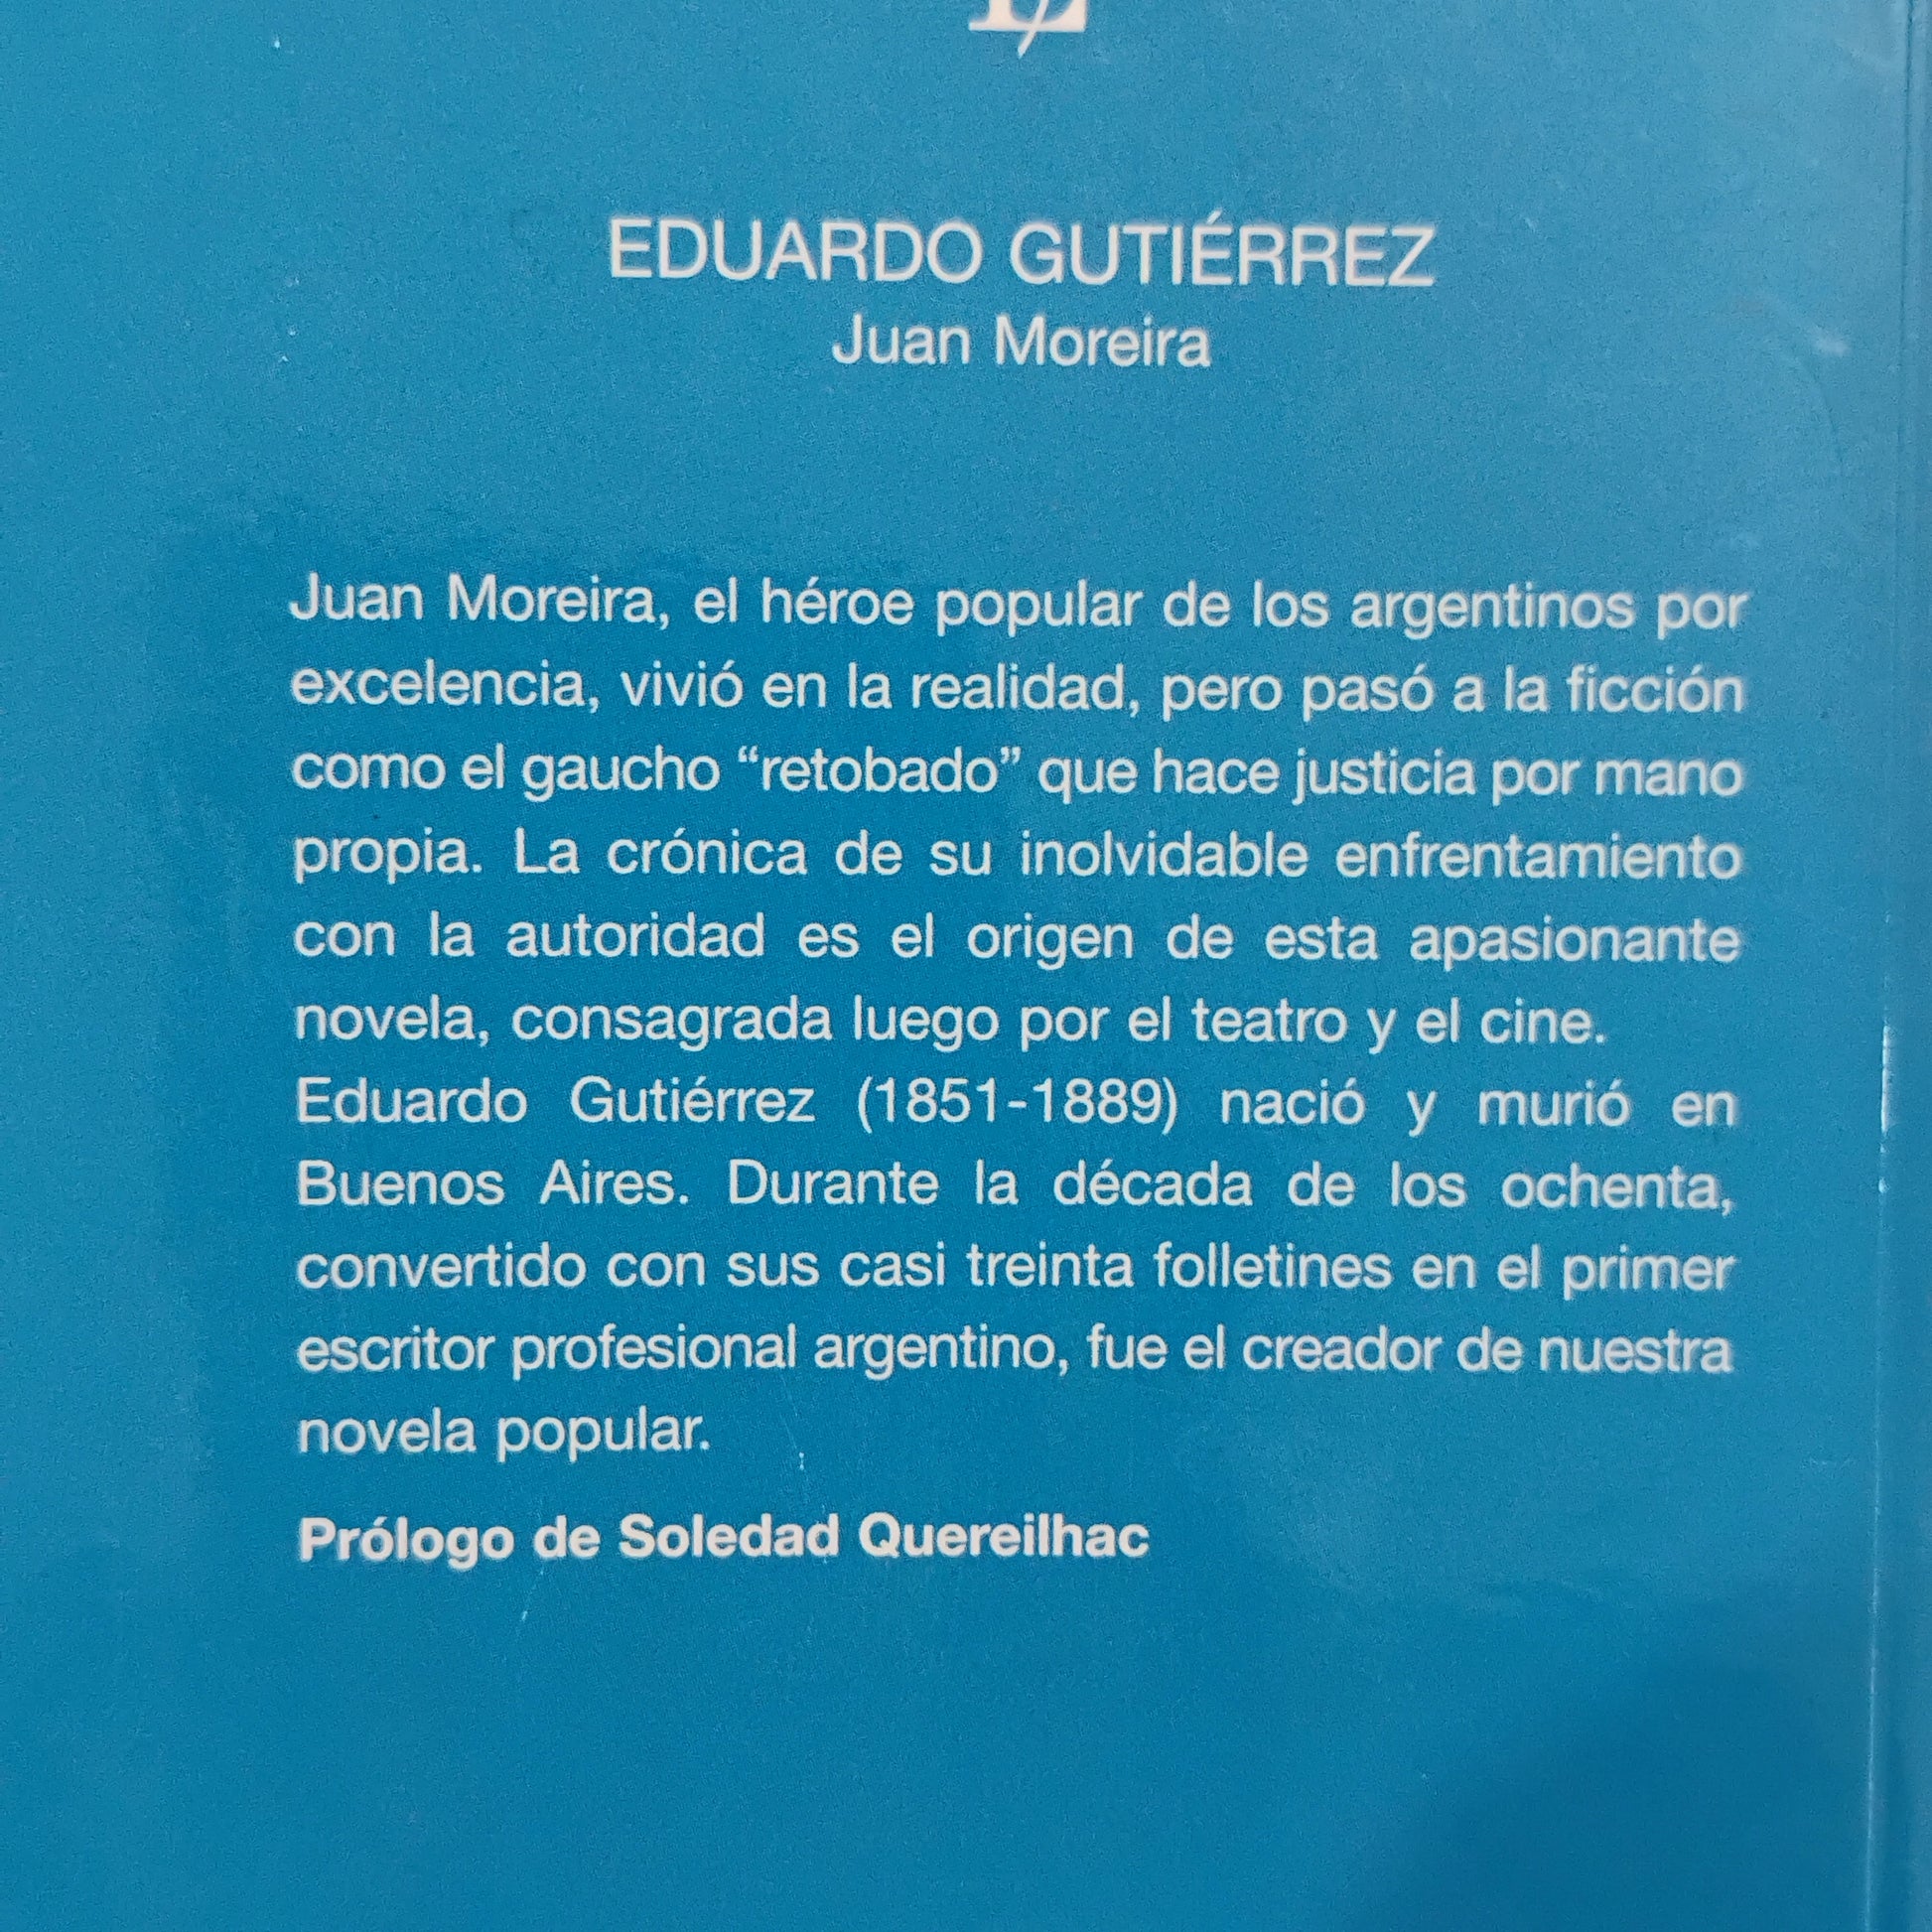 EDUARDO GUTIÉRREZ
Juan Moreira
Juan Moreira, el héroe popular de los argentinos por
excelencia, vivió en la realidad, pero pasó a la ficción
como el gaucho “retobado” que hace justicia por mano
propia. La crónica de su inolvidable enfrentamiento
con la autoridad es el origen de esta apasionante
novela, consagrada luego por el teatro y el cine.
Eduardo Gutiérrez (1851-1889) nació y murió en
Buenos Aires. Durante la década de los ochenta,
convertido con sus casi treinta folletines en el primer
escritor profesional argentino, fue el creador de nuestra
novela popular.
Prólogo de Soledad Quereilhac